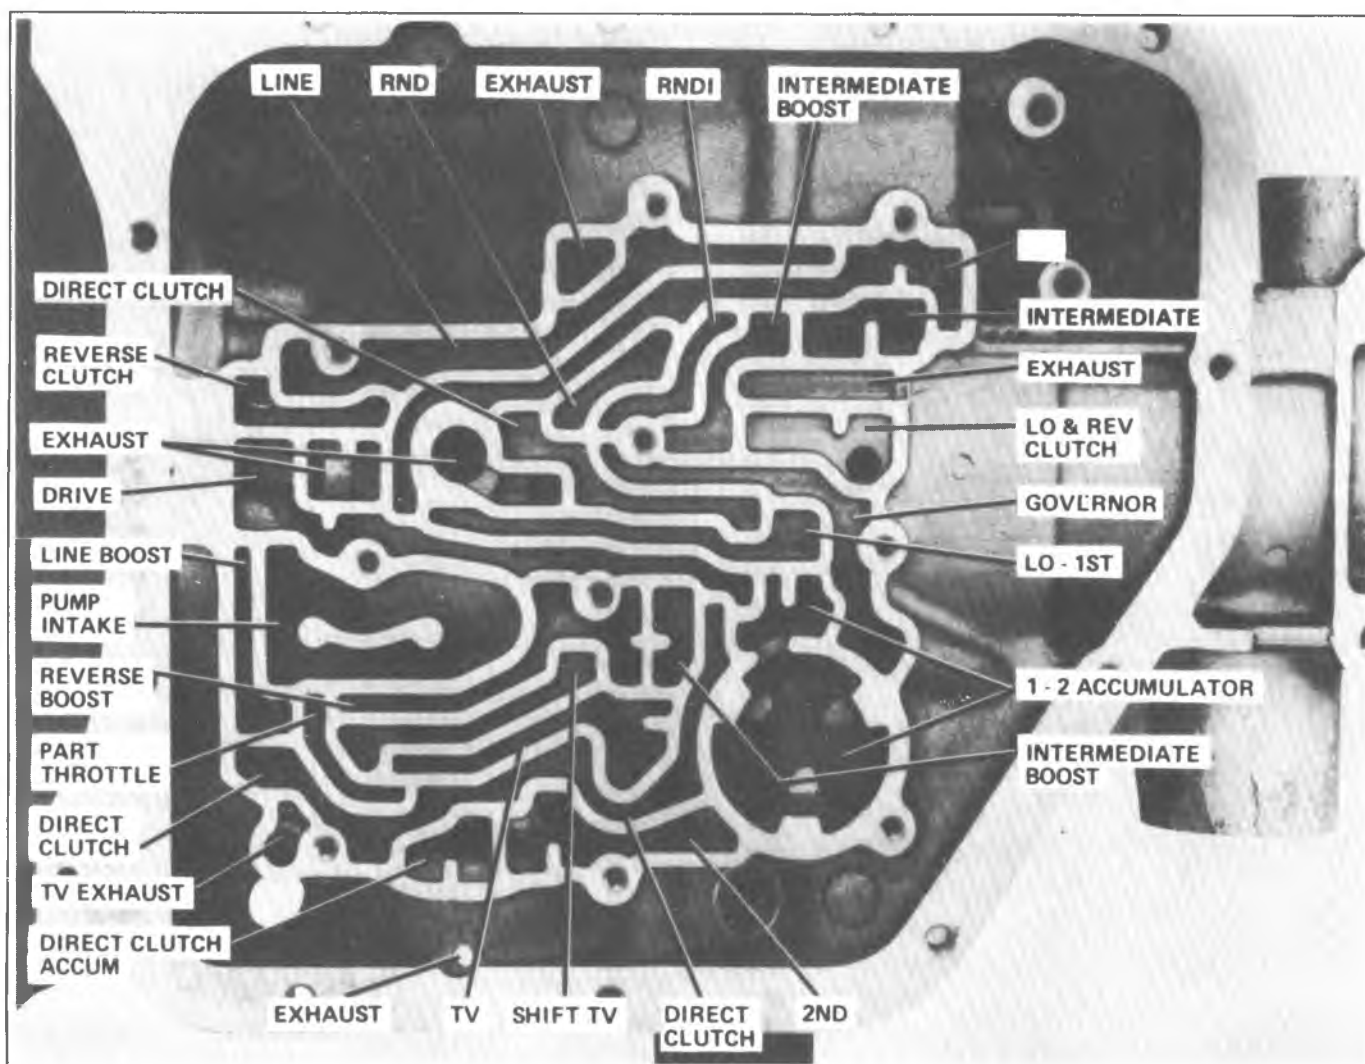 LINE
RND
EXHAUST
RNDI
INTERMEDIATE
BOOST
DIRECT CLUTCH
REVERSE
CLUTCH
EXHAUST
DRIVE
LINE BOOST
PUMP
INTAKE
REVERSE
BOOST
PART
THROTTLE
DIRECT
CLUTCH
TV EXHAUST
DIRECT CLUTCH
ACCUM
INTERMEDIATE
EXHAUST
LO & REV
CLUTCH
GOVERNOR
LO - 1ST
1 - 2 ACCUMULATOR
INTERMEDIATE
BOOST
EXHAUST
TV
SHIFT TV
DIRECT
CLUTCH
2ND